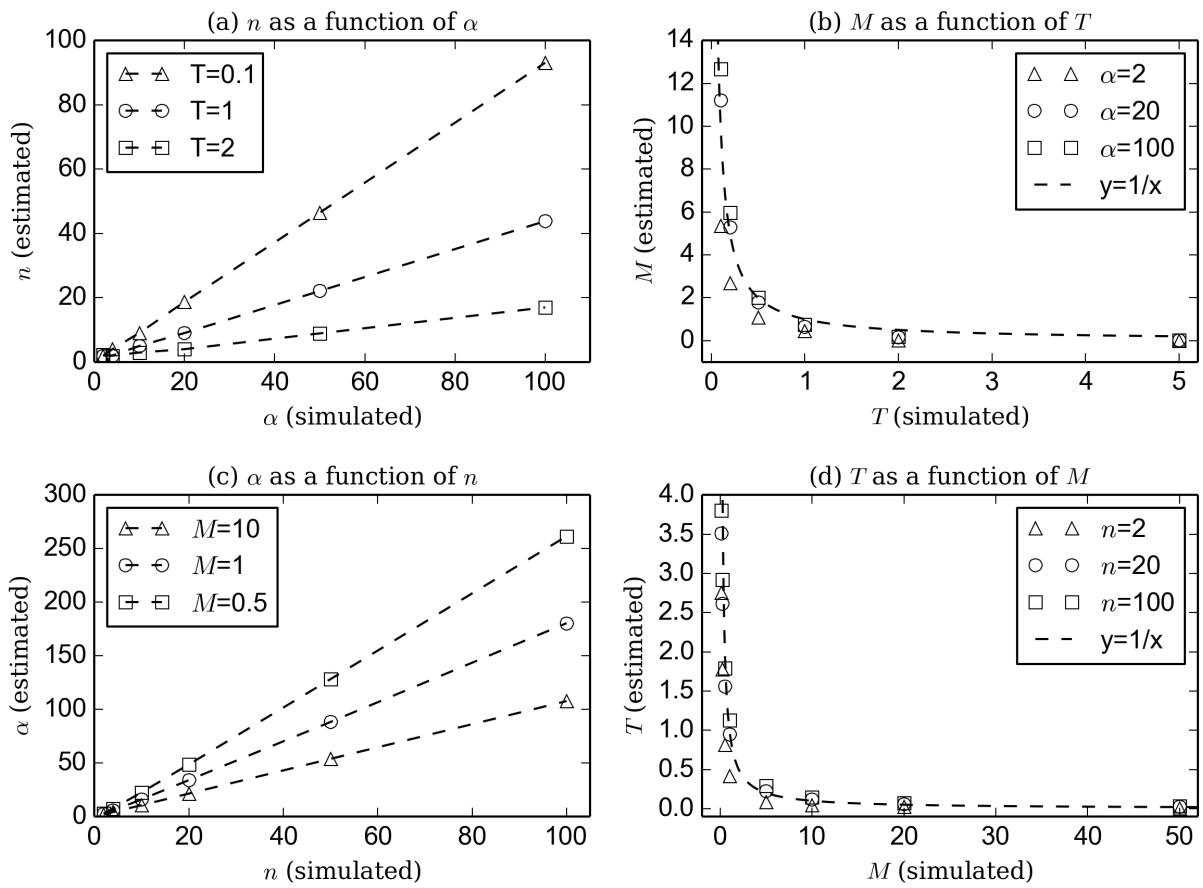 (a) n as a function of α
100
80
60
40
20
0
n (estimated)
T=0.1
T=1
T=2
0 20 40 60 80 100
α (simulated)
(b) M as a function of T
14
12
10
8
6
4
2
0
M (estimated)
α=2
α=20
α=100
y=1/x
0 1 2 3 4 5
T (simulated)
(c) α as a function of n
300
250
200
150
100
50
0
α (estimated)
M=10
M=1
M=0.5
0 20 40 60 80 100
n (simulated)
(d) T as a function of M
4.0
3.5
3.0
2.5
2.0
1.5
1.0
0.5
0.0
T (estimated)
n=2
n=20
n=100
y=1/x
0 10 20 30 40 50
M (simulated)